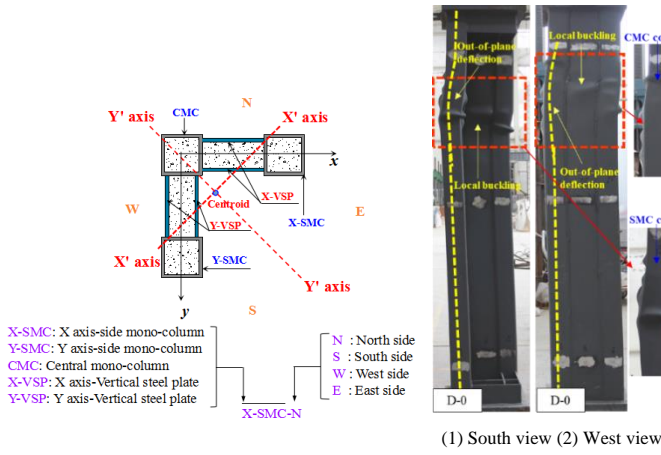 N
CMC
Y' axis
X' axis
x
X-VSP
Centroid
X-SMC
W
E
Y-VSP
X' axis
Y-SMC
Y' axis
y
S
X-SMC: X axis-side mono-column
Y-SMC: Y axis-side mono-column
CMC: Central mono-column
X-VSP: X axis-Vertical steel plate
Y-VSP: Y axis-Vertical steel plate
N : North side
S : South side
W : West side
E : East side
X-SMC-N
Out-of-plane
deflection
Local buckling
D-0
Local buckling
Out-of-plane
deflection
D-0
CMC co
SMC c
(1) South view (2) West view